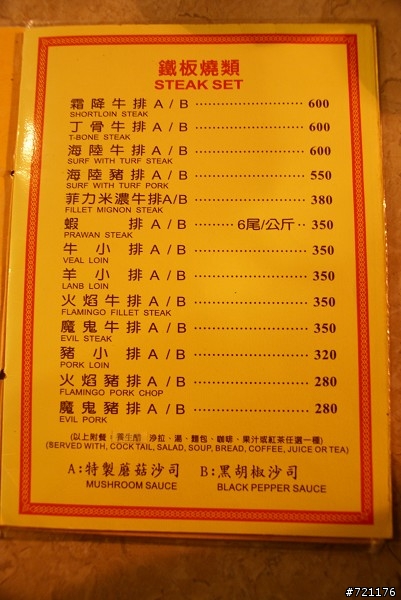 鐵板燒類
STEAK SET
霜降牛排 A / B ························ 600
SHORTLOIN STEAK
丁骨牛排 A / B ························ 600
T-BONE STEAK
海陸牛排 A / B ························ 600
SURF WITH TURF STEAK
海陸豬排 A / B ························ 550
SURF WITH TURF PORK
菲力米濃牛排A/B ························ 380
FILLET MIGNON STEAK
蝦 排 A / B ········· 6尾/公斤 ·· 350
PRAWAN STEAK
牛小排 A / B ························ 350
VEAL LOIN
羊小排 A / B ························ 350
LANB LOIN
火焰牛排 A / B ························ 350
FLAMINGO FILLET STEAK
魔鬼牛排 A / B ························ 350
EVIL STEAK
豬小排 A / B ························ 320
PORK LOIN
火焰豬排 A / B ························ 280
FLAMINGO PORK CHOP
魔鬼豬排 A / B ························ 280
EVIL PORK
(以上附餐：養生醋、沙拉、湯、麵包、咖啡、果汁或紅茶任選一種)
(SERVED WITH, COCKTAIL, SALAD, SOUP, BREAD, COFFEE, JUICE OR TEA)
A:特製蘑菇沙司 B:黑胡椒沙司
MUSHROOM SAUCE BLACK PEPPER SAUCE
#721176